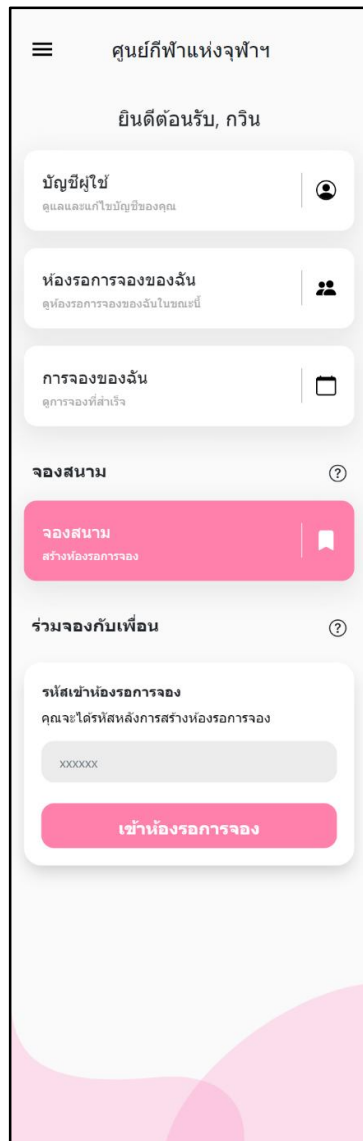 ศูนย์กีฬาแห่งจุฬาฯ
ยินดีต้อนรับ, กวิน
บัญชีผู้ใช้
ดูแลและแก้ไขบัญชีของคุณ
ห้องรอการจองของฉัน
ดูห้องรอการจองของฉันในขณะนี้
การจองของฉัน
ดูการจองที่สำเร็จ
จองสนาม
?
จองสนาม
สร้างห้องรอการจอง
ร่วมจองกับเพื่อน
?
รหัสเข้าห้องรอการจอง
คุณจะได้รหัสหลังการสร้างห้องรอการจอง
xxxxxx
เข้าห้องรอการจอง